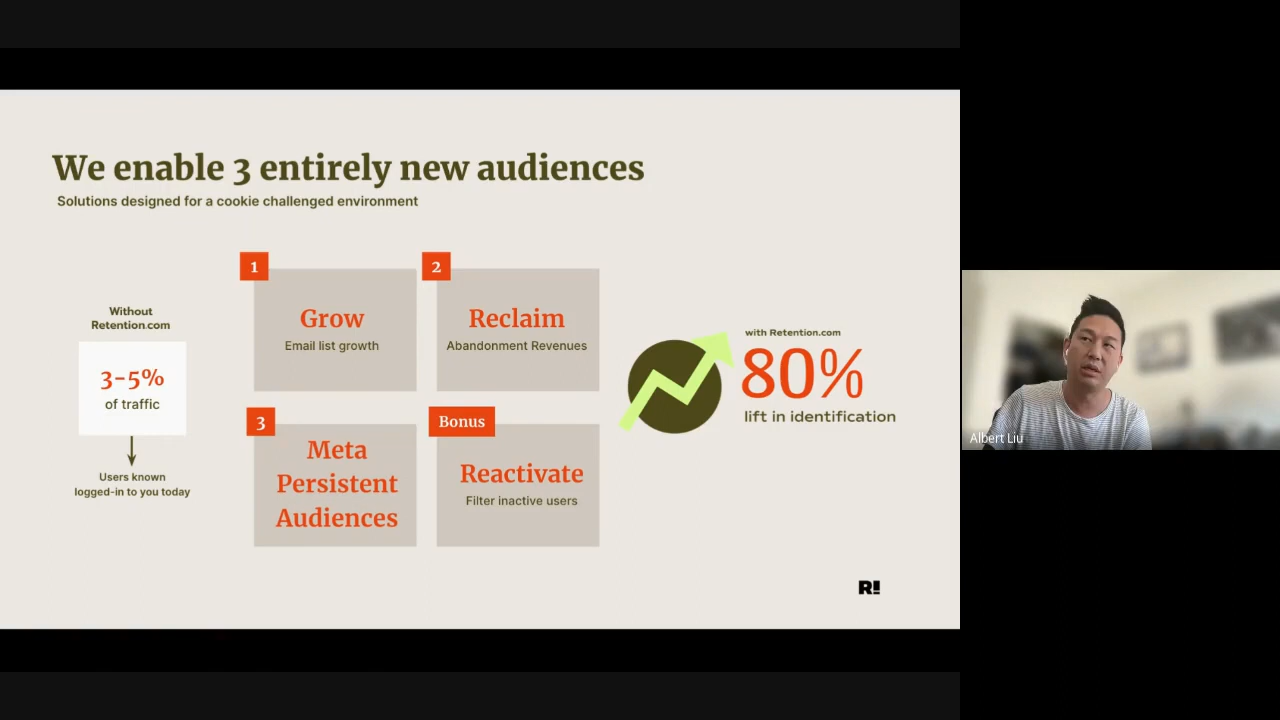 We enable 3 entirely new audiences
Solutions designed for a cookie challenged environment
Without
Retention.com
3-5%
of traffic
Users known
logged-in to you today
1
Grow
Email list growth
2
Reclaim
Abandonment Revenues
3
Meta
Persistent
Audiences
Bonus
Reactivate
Filter inactive users
with Retention.com
80%
lift in identification
R!
Albert Liu